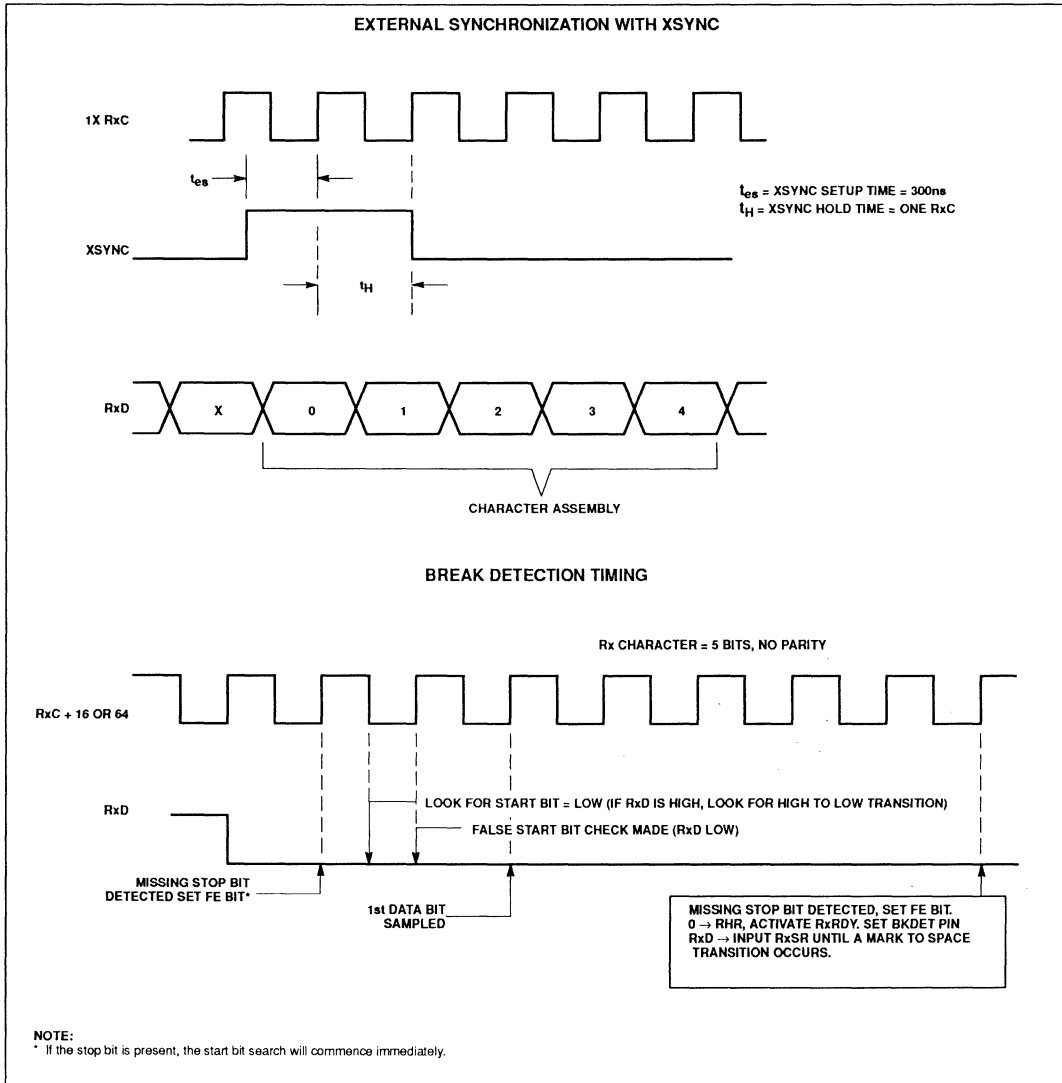 EXTERNAL SYNCHRONIZATION WITH XSYNC
1X RxC
tes
tes = XSYNC SETUP TIME = 300ns
tH = XSYNC HOLD TIME = ONE RxC
XSYNC
tH
RxD
X
0
1
2
3
4
CHARACTER ASSEMBLY
BREAK DETECTION TIMING
Rx CHARACTER = 5 BITS, NO PARITY
RxC + 16 OR 64
RxD
LOOK FOR START BIT = LOW (IF RxD IS HIGH, LOOK FOR HIGH TO LOW TRANSITION)
FALSE START BIT CHECK MADE (RxD LOW)
MISSING STOP BIT
DETECTED SET FE BIT*
1st DATA BIT
SAMPLED
MISSING STOP BIT DETECTED, SET FE BIT.
0 → RHR, ACTIVATE RxRDY. SET BKDET PIN
RxD → INPUT RxSR UNTIL A MARK TO SPACE
TRANSITION OCCURS.
NOTE:
* If the stop bit is present, the start bit search will commence immediately.